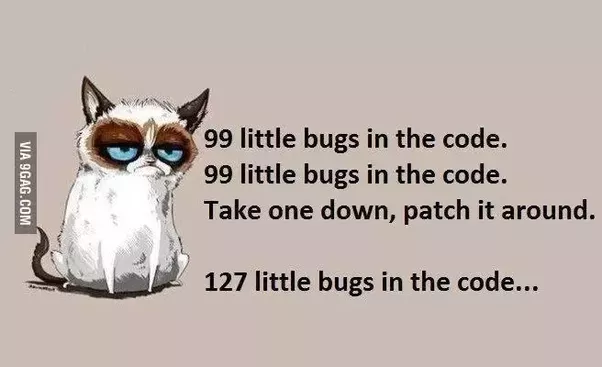 99 little bugs in the code.
99 little bugs in the code.
Take one down, patch it around.
127 little bugs in the code...
VIA 9GAG.COM